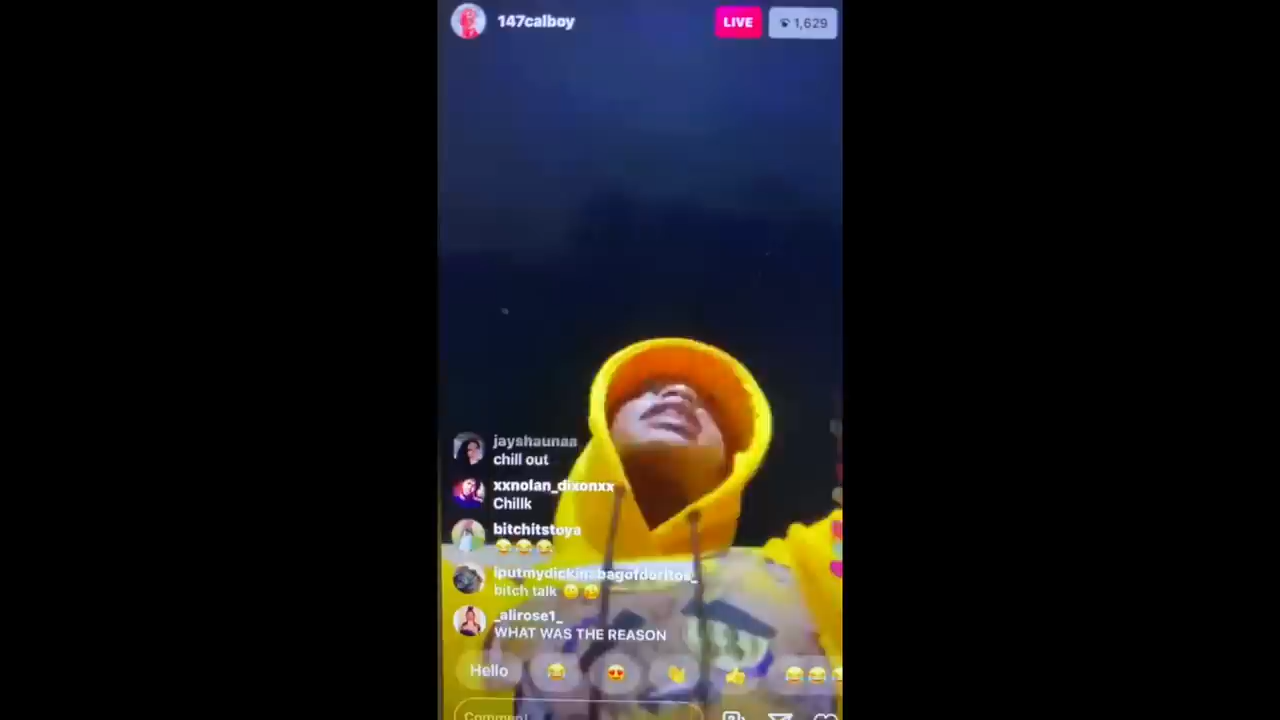 147calboy
LIVE
1,629
jayshaunaa
chill out
xxnolan_dixonxx
Chillk
bitchitstoya
iputmydickinabagofdoritos_
bitch talk
_alirose1_
WHAT WAS THE REASON
Hello
Comment